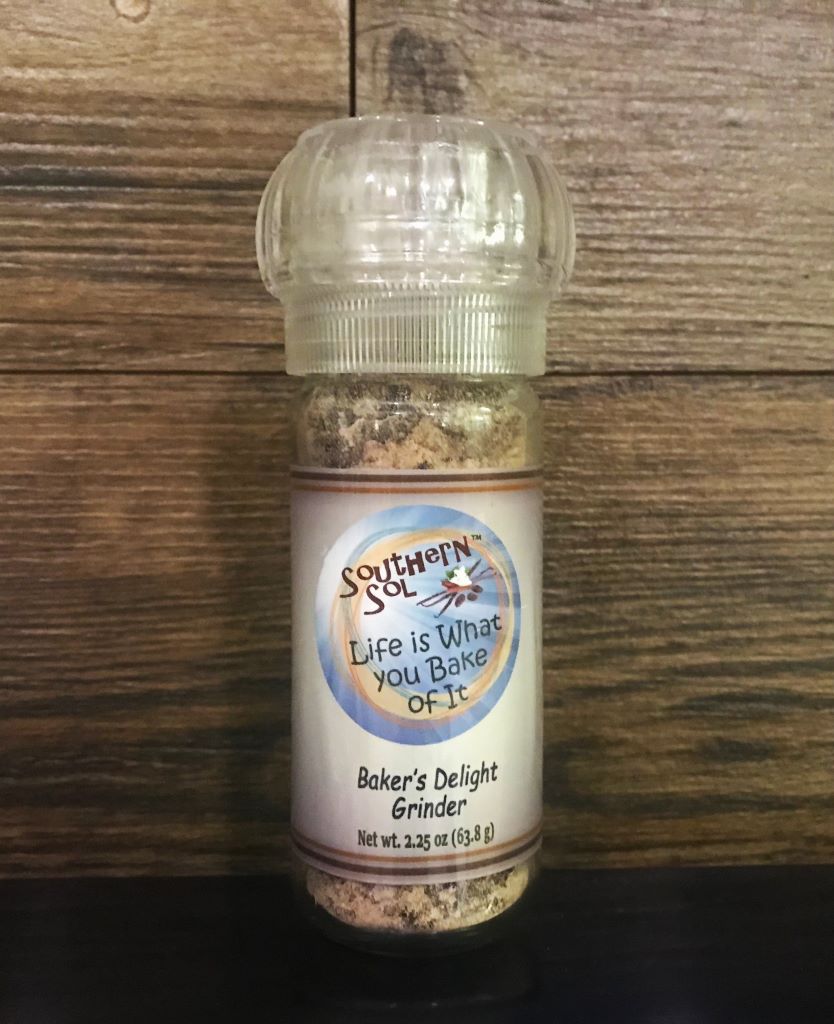 Southern™
Sol
Life is What
you Bake
of It
Baker's Delight
Grinder
Net wt. 2.25 oz (63.8 g)